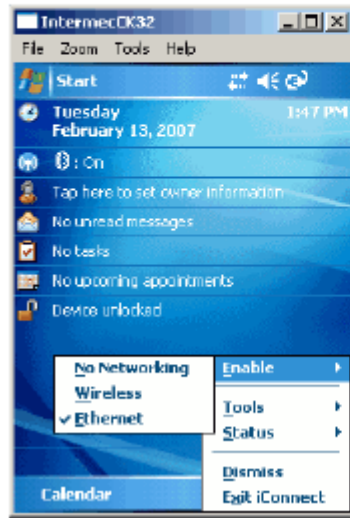 IntermecCK32
File Zoom Tools Help
Start
Tuesday 1:47 PM
February 13, 2007
: On
Tap here to set owner information
No unread messages
No tasks
No upcoming appointments
Device unlocked
No Networking
Wireless
Ethernet
Enable
Tools
Status
Dismiss
Exit iConnect
Calendar